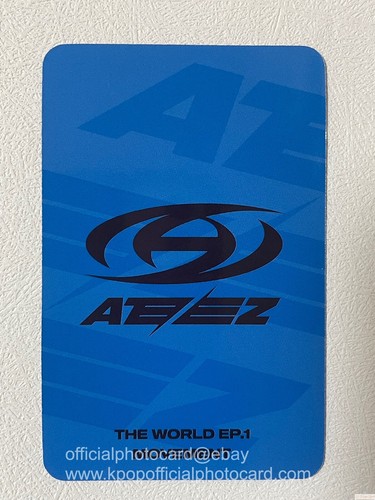 ATEEZ
THE WORLD EP.1
officialphotocard@ebay
www.kpopofficialphotocard.com